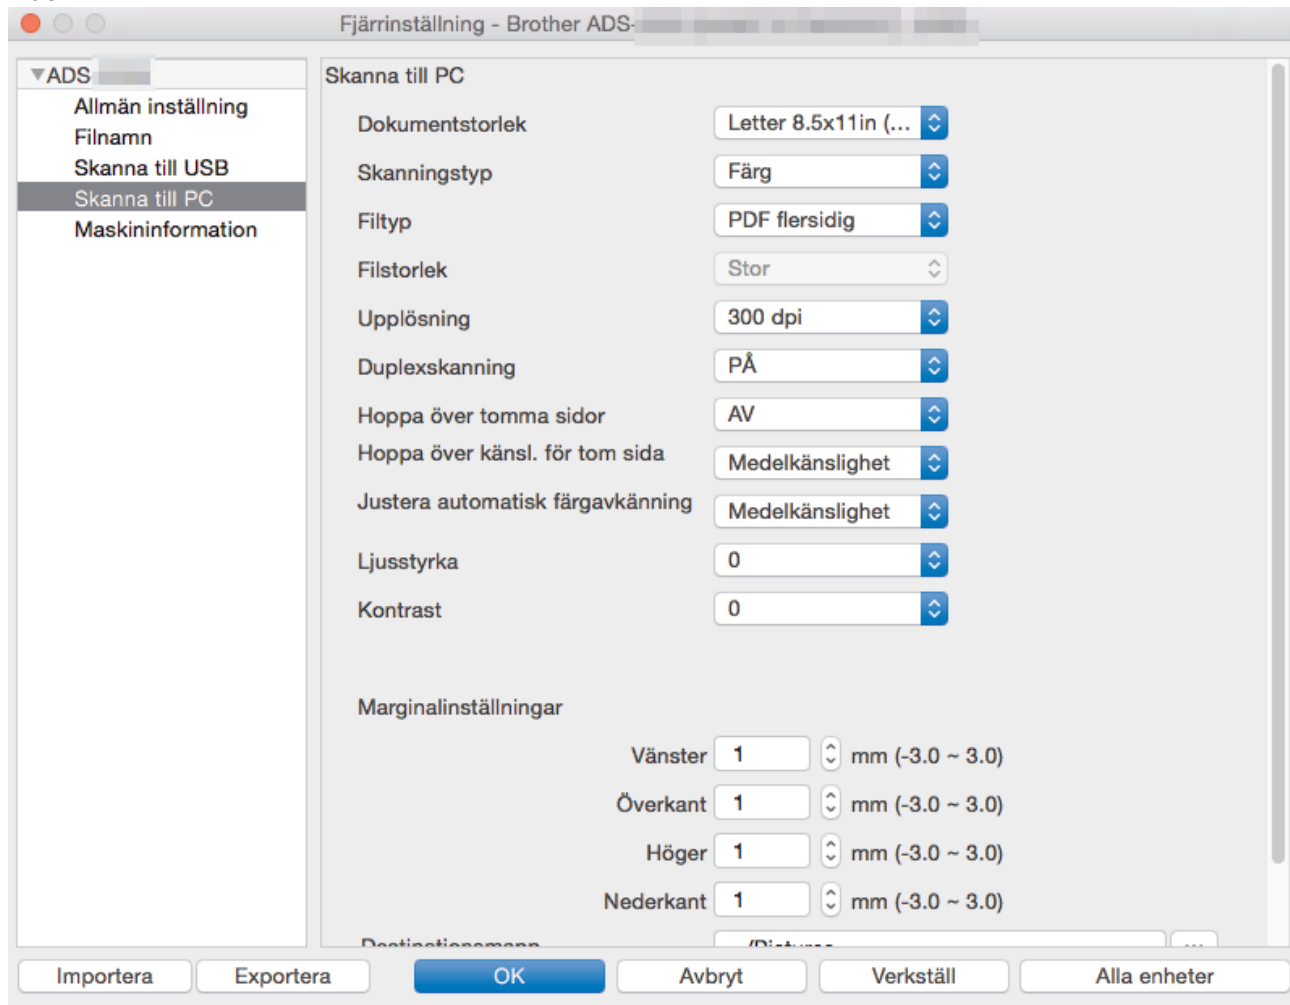 Fjärrinställning - Brother ADS-
ADS
Allmän inställning
Filnamn
Skanna till USB
Skanna till PC
Maskininformation
Skanna till PC
Dokumentstorlek Letter 8.5x11in (...
Skanningstyp Färg
Filtyp PDF flersidig
Filstorlek Stor
Upplösning 300 dpi
Duplexskanning PÅ
Hoppa över tomma sidor AV
Hoppa över känsl. för tom sida Medelkänslighet
Justera automatisk färgavkänning Medelkänslighet
Ljusstyrka 0
Kontrast 0
Marginalinställningar
Vänster 1 mm (-3.0 ~ 3.0)
Överkant 1 mm (-3.0 ~ 3.0)
Höger 1 mm (-3.0 ~ 3.0)
Nederkant 1 mm (-3.0 ~ 3.0)
Importera Exportera OK Avbryt Verkställ Alla enheter